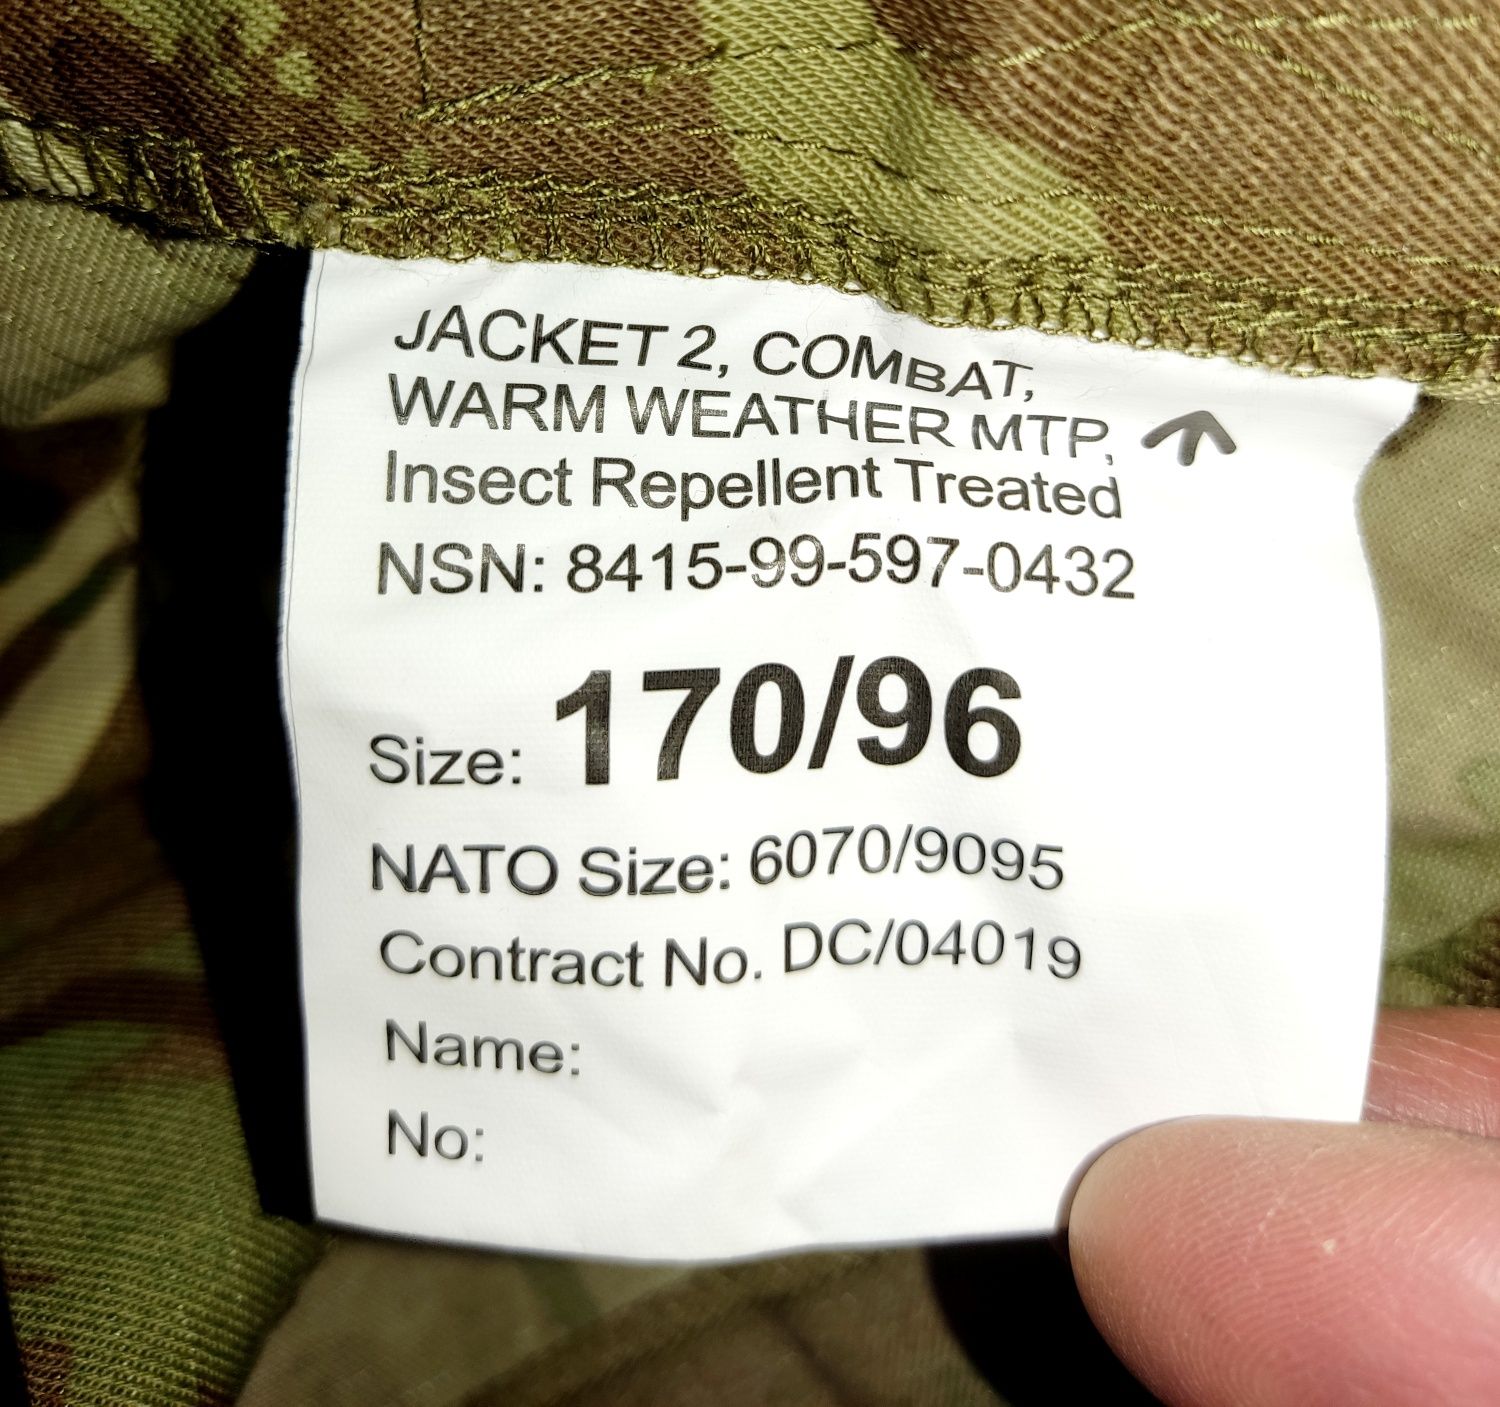 JACKET 2, COMBAT,
WARM WEATHER MTP,
Insect Repellent Treated
NSN: 8415-99-597-0432
Size: 170/96
NATO Size: 6070/9095
Contract No. DC/04019
Name:
No: